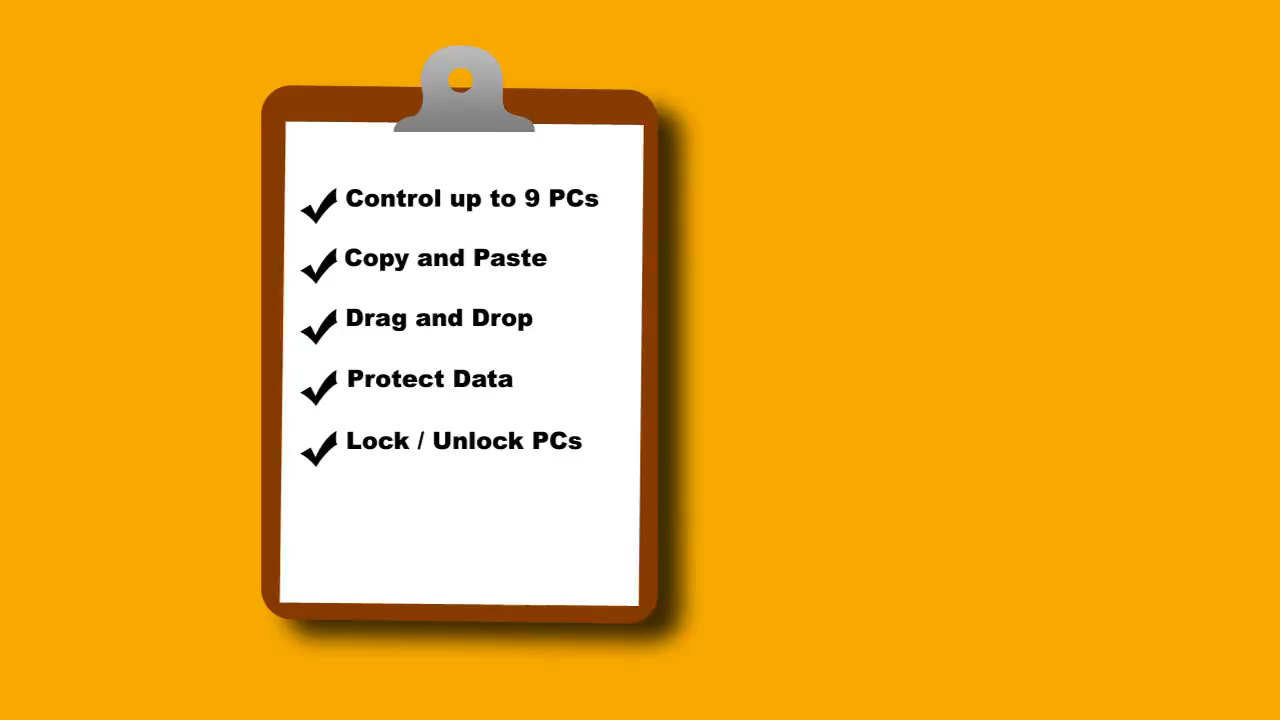 Control up to 9 PCs
Copy and Paste
Drag and Drop
Protect Data
Lock / Unlock PCs